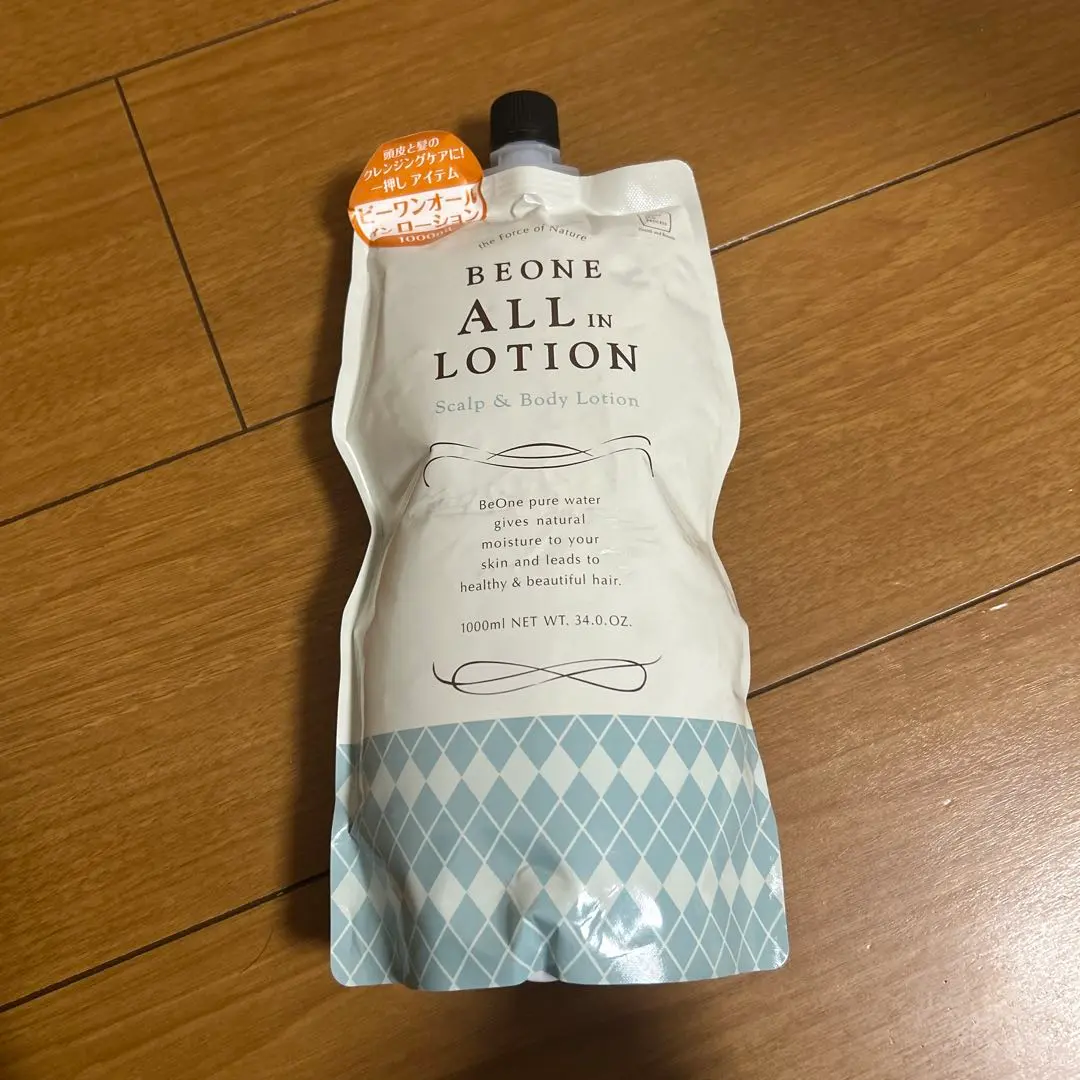 頭皮と髪の
クレンジングケアに!
一押し アイテム
ビーワンオール
イン ローション
1000ml
the Force of Nature
BEONE
ALL IN
LOTION
Scalp & Body Lotion
BeOne pure water
gives natural
moisture to your
skin and leads to
healthy & beautiful hair.
1000ml NET WT. 34.0.OZ.